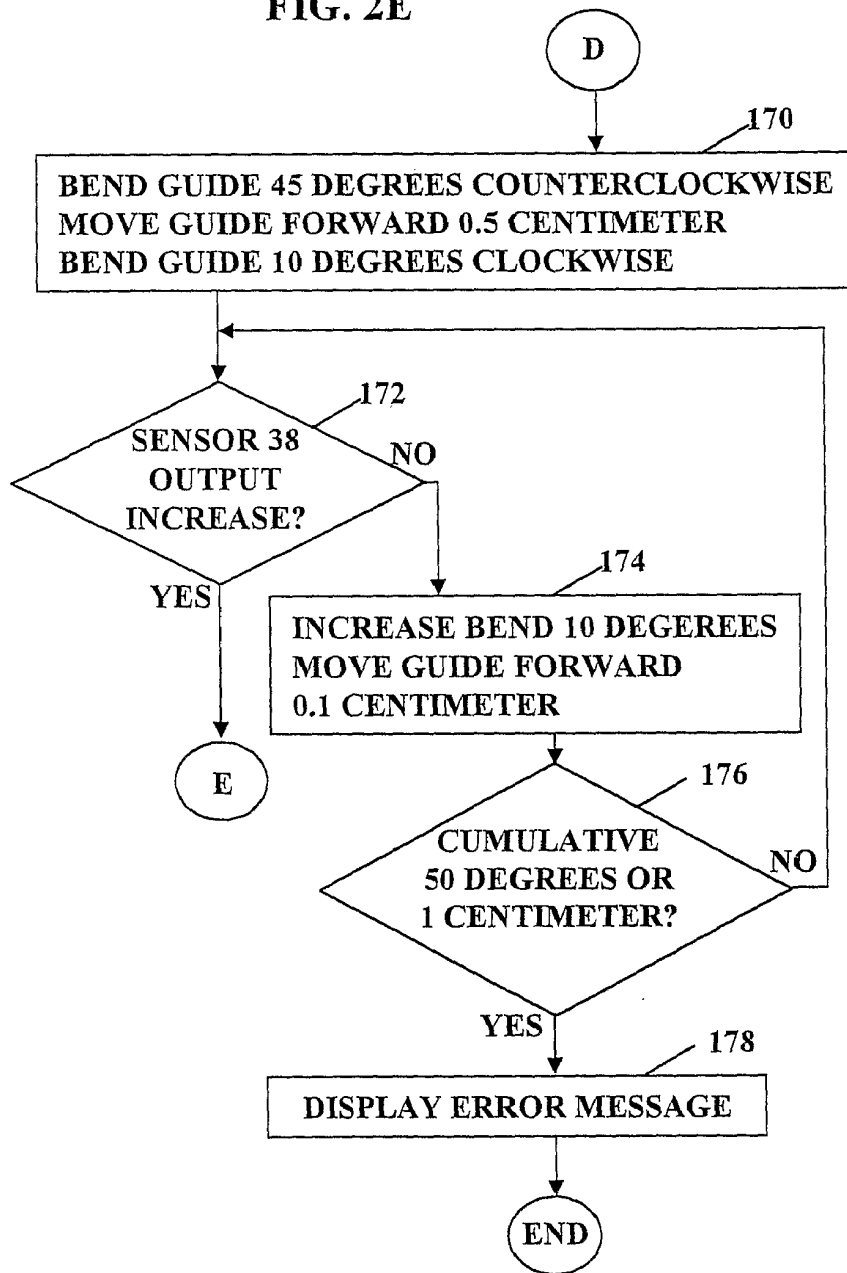 FIG. 2E
D
170
BEND GUIDE 45 DEGREES COUNTERCLOCKWISE
MOVE GUIDE FORWARD 0.5 CENTIMETER
BEND GUIDE 10 DEGREES CLOCKWISE
172
SENSOR 38
OUTPUT
INCREASE?
NO
YES
174
INCREASE BEND 10 DEGEREES
MOVE GUIDE FORWARD
0.1 CENTIMETER
E
176
CUMULATIVE
50 DEGREES OR
1 CENTIMETER?
NO
YES
178
DISPLAY ERROR MESSAGE
END